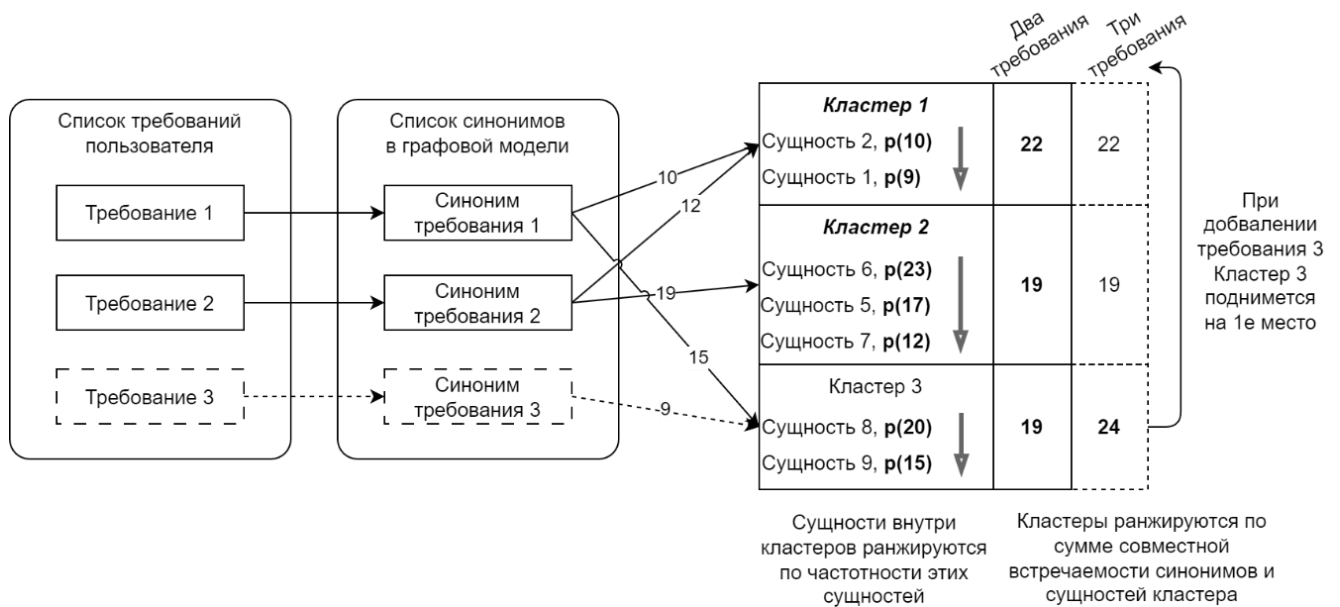 Два
требования
Три
требования
Список требований
пользователя
Список синонимов
в графовой модели
Требование 1
Синоним
требования 1
Требование 2
Синоним
требования 2
Требование 3
Синоним
требования 3
10
12
19
15
9
Кластер 1
Сущность 2, p(10)
Сущность 1, p(9)
22
22
Кластер 2
Сущность 6, p(23)
Сущность 5, p(17)
Сущность 7, p(12)
19
19
Кластер 3
Сущность 8, p(20)
Сущность 9, p(15)
19
24
При
добвалении
требования 3
Кластер 3
поднимется
на 1е место
Сущности внутри
кластеров ранжируются
по частотности этих
сущностей
Кластеры ранжируются по
сумме совместной
встречаемости синонимов и
сущностей кластера